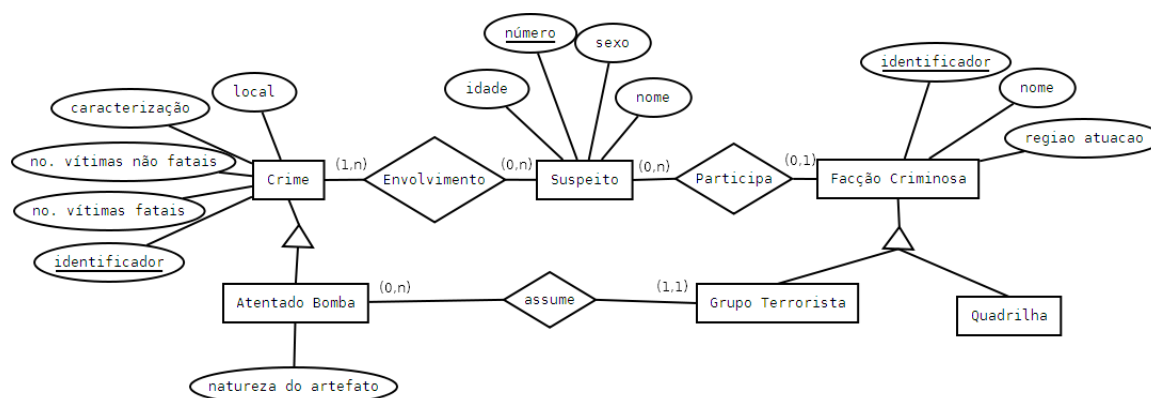 número
sexo
identificador
idade
nome
nome
local
caracterização
regiao atuacao
no. vítimas não fatais
(1,n)
(0,n)
(0,n)
(0,1)
Crime
Envolvimento
Suspeito
Participa
Facção Criminosa
no. vítimas fatais
identificador
(0,n)
(1,1)
Atentado Bomba
assume
Grupo Terrorista
Quadrilha
natureza do artefato